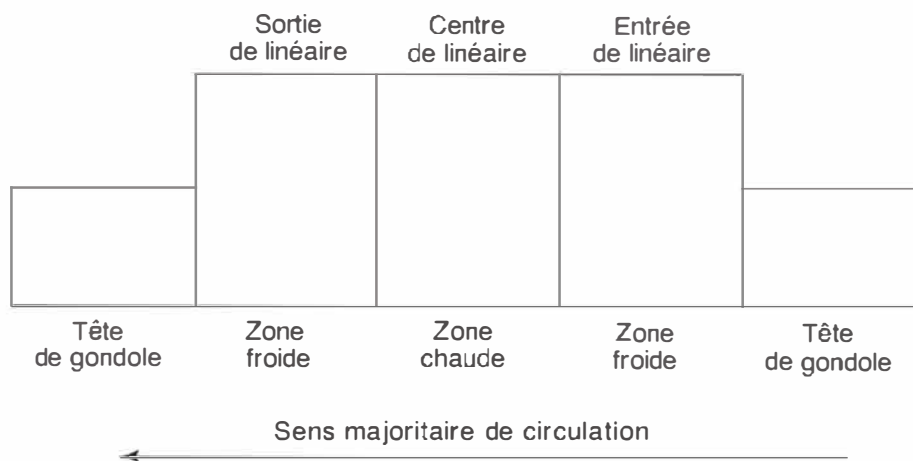 Sortie
de linéaire
Centre
de linéaire
Entrée
de linéaire
Tête
de gondole
Zone
froide
Zone
chaude
Zone
froide
Tête
de gondole
Sens majoritaire de circulation